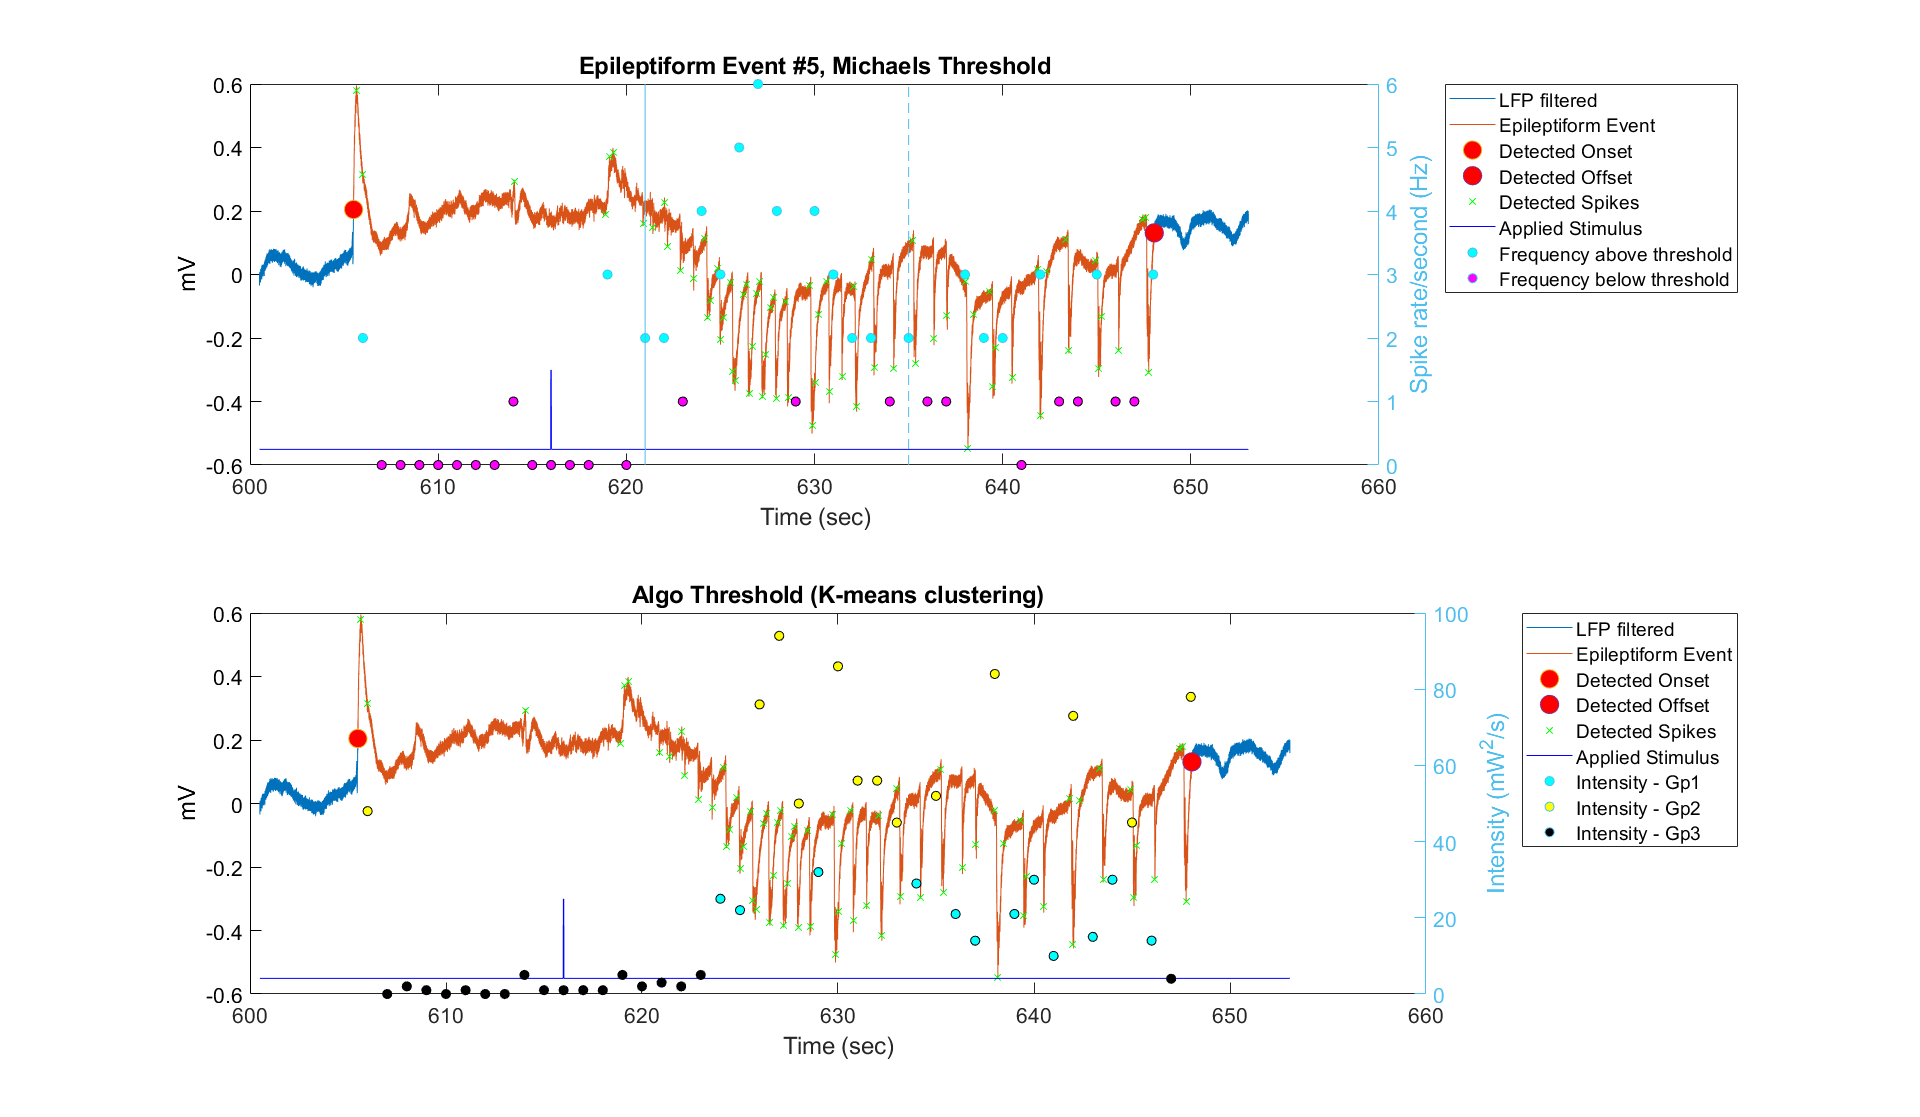 Epileptiform Event #5, Michaels Threshold
0.6
0.4
0.2
0
-0.2
-0.4
-0.6
mV
600
610
620
630
640
650
660
Time (sec)
6
5
4
3
2
1
0
Spike rate/second (Hz)
LFP filtered
Epileptiform Event
Detected Onset
Detected Offset
Detected Spikes
Applied Stimulus
Frequency above threshold
Frequency below threshold
Algo Threshold (K-means clustering)
0.6
0.4
0.2
0
-0.2
-0.4
-0.6
mV
600
610
620
630
640
650
660
Time (sec)
100
80
60
40
20
0
Intensity (mW²/s)
LFP filtered
Epileptiform Event
Detected Onset
Detected Offset
Detected Spikes
Applied Stimulus
Intensity - Gp1
Intensity - Gp2
Intensity - Gp3